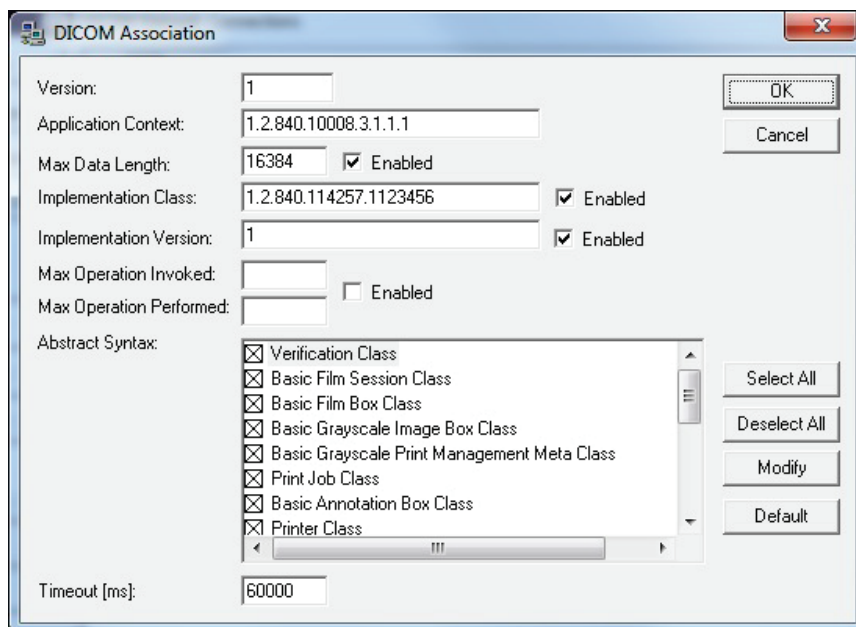 DICOM Association
Version: 1
OK
Application Context: 1.2.840.10008.3.1.1.1
Cancel
Max Data Length: 16384 Enabled
Implementation Class: 1.2.840.114257.1123456 Enabled
Implementation Version: 1 Enabled
Max Operation Invoked:
Enabled
Max Operation Performed:
Abstract Syntax:
Verification Class
Basic Film Session Class
Basic Film Box Class
Basic Grayscale Image Box Class
Basic Grayscale Print Management Meta Class
Print Job Class
Basic Annotation Box Class
Printer Class
Select All
Deselect All
Modify
Default
Timeout [ms]: 60000